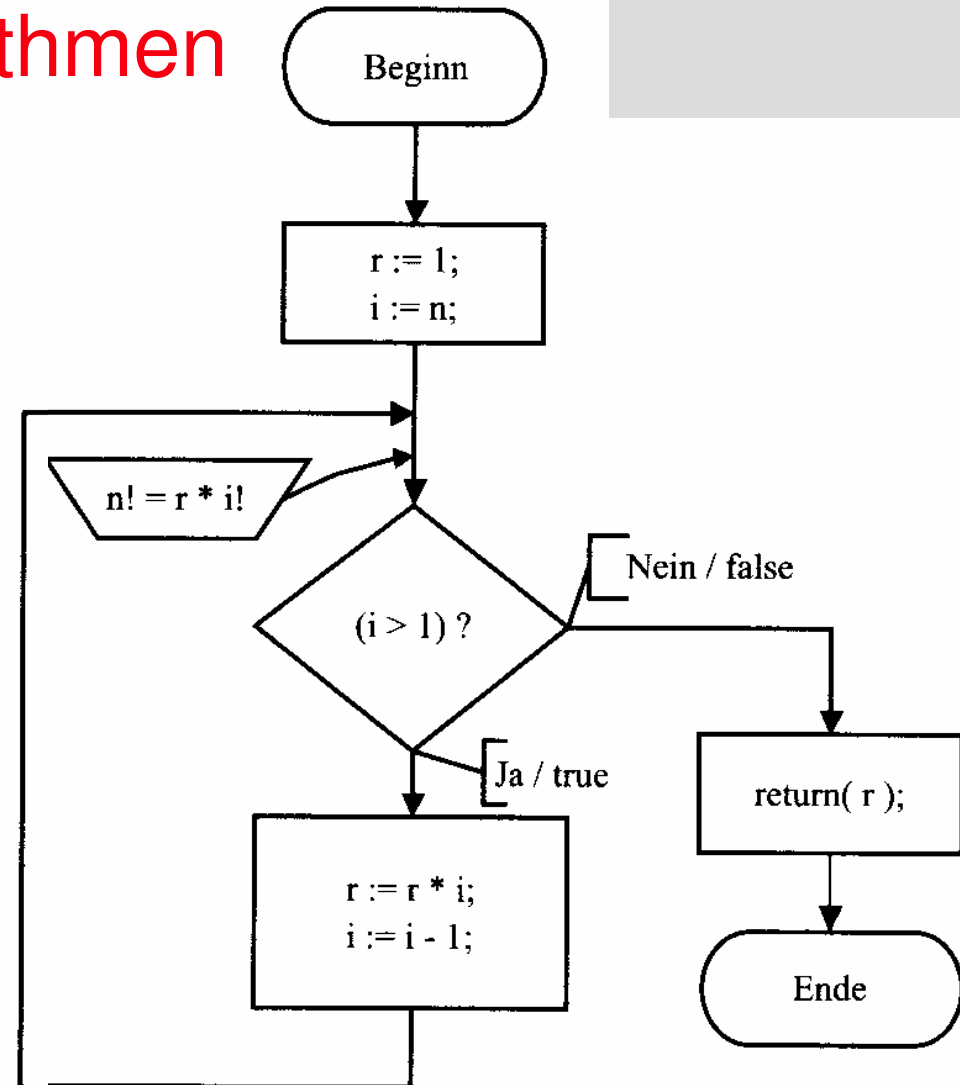 thmen
Beginn
r := 1;
i := n;
n! = r * i!
(i > 1) ?
Nein / false
Ja / true
return( r );
r := r * i;
i := i - 1;
Ende